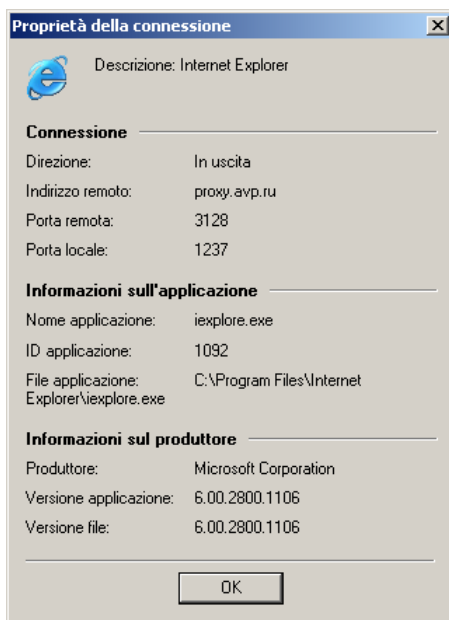 Proprietà della connessione
Descrizione: Internet Explorer
Connessione
Direzione: In uscita
Indirizzo remoto: proxy.avp.ru
Porta remota: 3128
Porta locale: 1237
Informazioni sull'applicazione
Nome applicazione: iexplore.exe
ID applicazione: 1092
File applicazione: C:\Program Files\Internet
Explorer\iexplore.exe
Informazioni sul produttore
Produttore: Microsoft Corporation
Versione applicazione: 6.00.2800.1106
Versione file: 6.00.2800.1106
OK